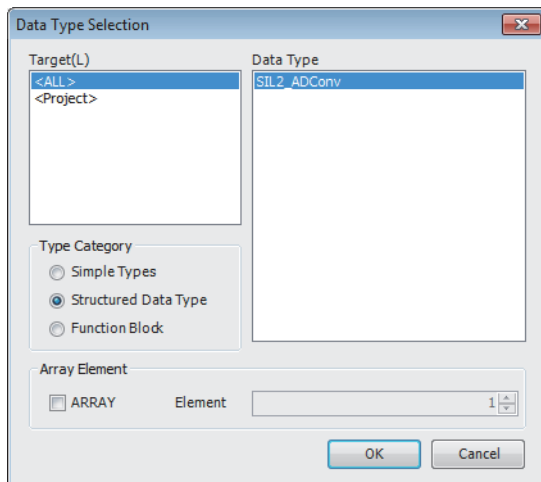 Data Type Selection
Target(L)
<ALL>
<Project>
Data Type
SIL2_ADConv
Type Category
Simple Types
Structured Data Type
Function Block
Array Element
ARRAY Element 1
OK Cancel